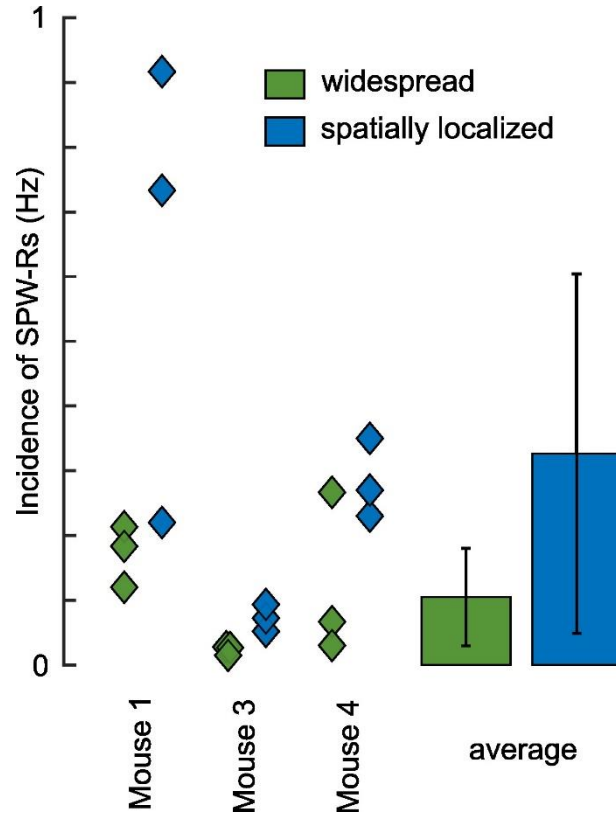 1
widespread
spatially localized
Incidence of SPW-Rs (Hz)
0
Mouse 1
Mouse 3
Mouse 4
average